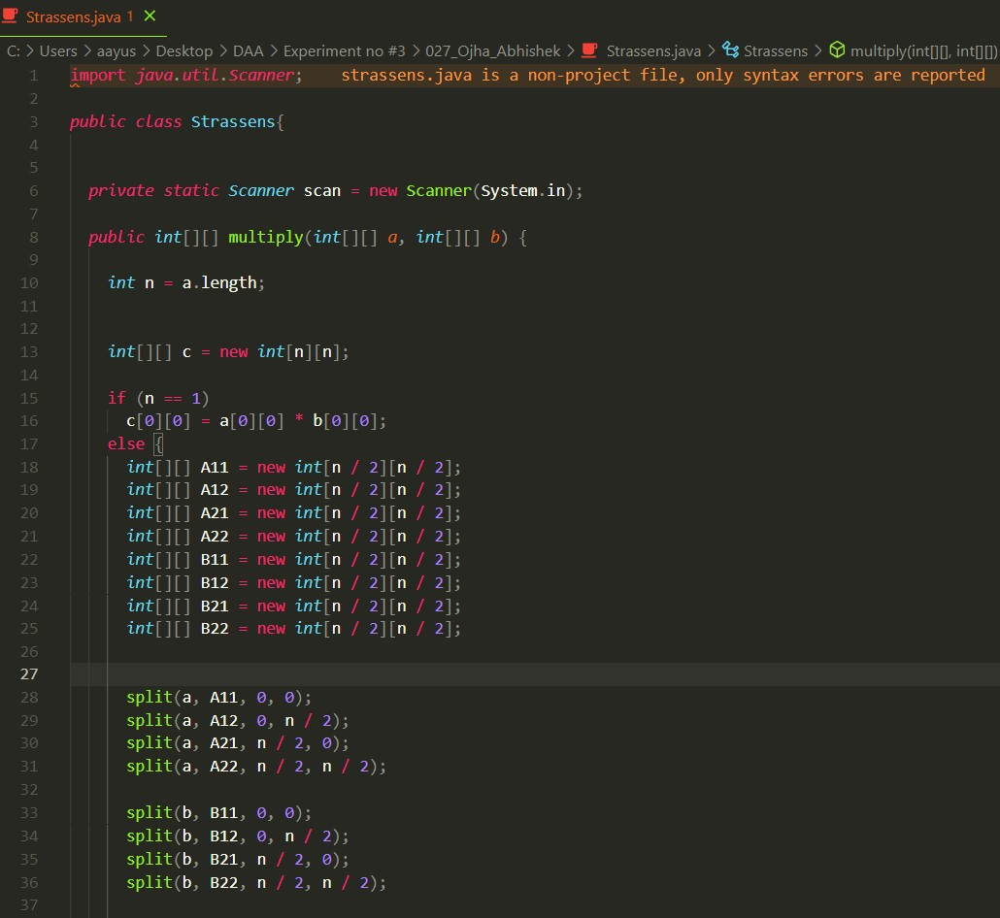 Strassens.java 1 ✕
C: > Users > aayus > Desktop > DAA > Experiment no #3 > 027_Ojha_Abhishek > Strassens.java > Strassens > multiply(int[][], int[][])
1 import java.util.Scanner; strassens.java is a non-project file, only syntax errors are reported
2
3 public class Strassens{
4
5
6 private static Scanner scan = new Scanner(System.in);
7
8 public int[][] multiply(int[][] a, int[][] b) {
9
10 int n = a.length;
11
12
13 int[][] c = new int[n][n];
14
15 if (n == 1)
16 c[0][0] = a[0][0] * b[0][0];
17 else {
18 int[][] A11 = new int[n / 2][n / 2];
19 int[][] A12 = new int[n / 2][n / 2];
20 int[][] A21 = new int[n / 2][n / 2];
21 int[][] A22 = new int[n / 2][n / 2];
22 int[][] B11 = new int[n / 2][n / 2];
23 int[][] B12 = new int[n / 2][n / 2];
24 int[][] B21 = new int[n / 2][n / 2];
25 int[][] B22 = new int[n / 2][n / 2];
26
27
28 split(a, A11, 0, 0);
29 split(a, A12, 0, n / 2);
30 split(a, A21, n / 2, 0);
31 split(a, A22, n / 2, n / 2);
32
33 split(b, B11, 0, 0);
34 split(b, B12, 0, n / 2);
35 split(b, B21, n / 2, 0);
36 split(b, B22, n / 2, n / 2);
37